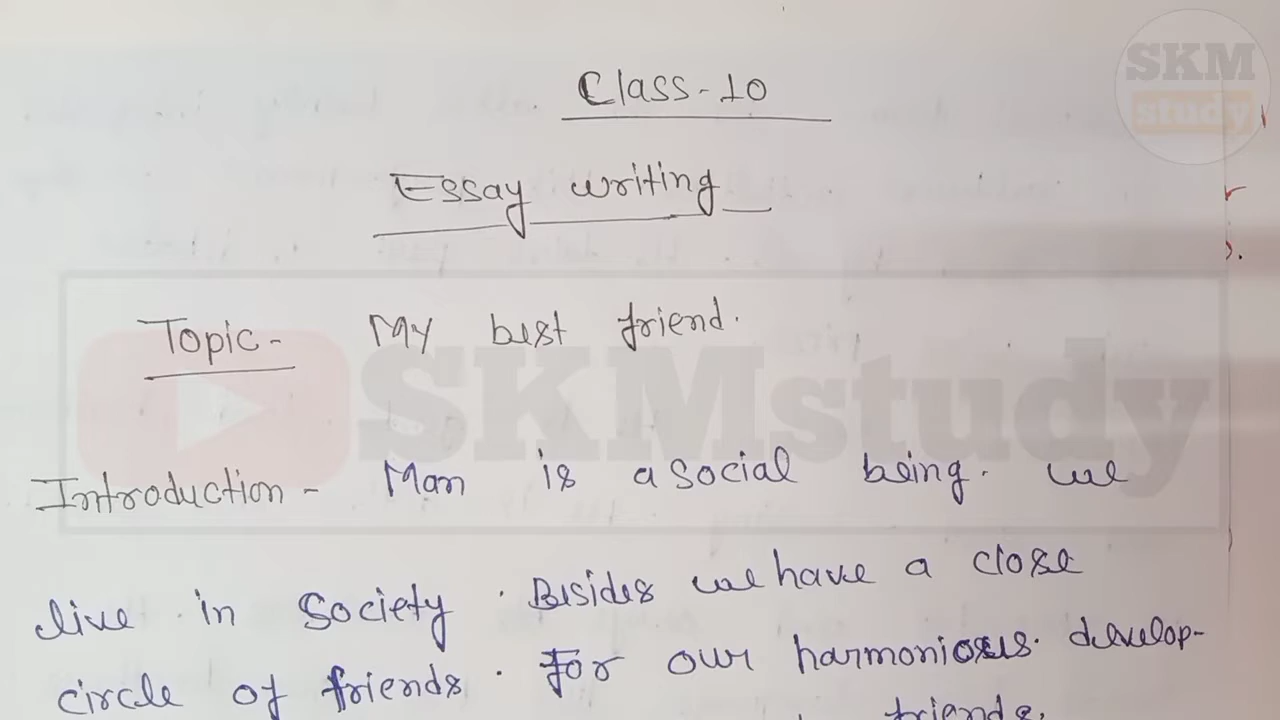 SKM
study
Class-10
Essay writing
Topic- My best friend.
SKMstudy
Introduction- Man is a social being. we
live in Society. Besides we have a close
circle of friends. For our harmonious develop-
friends.